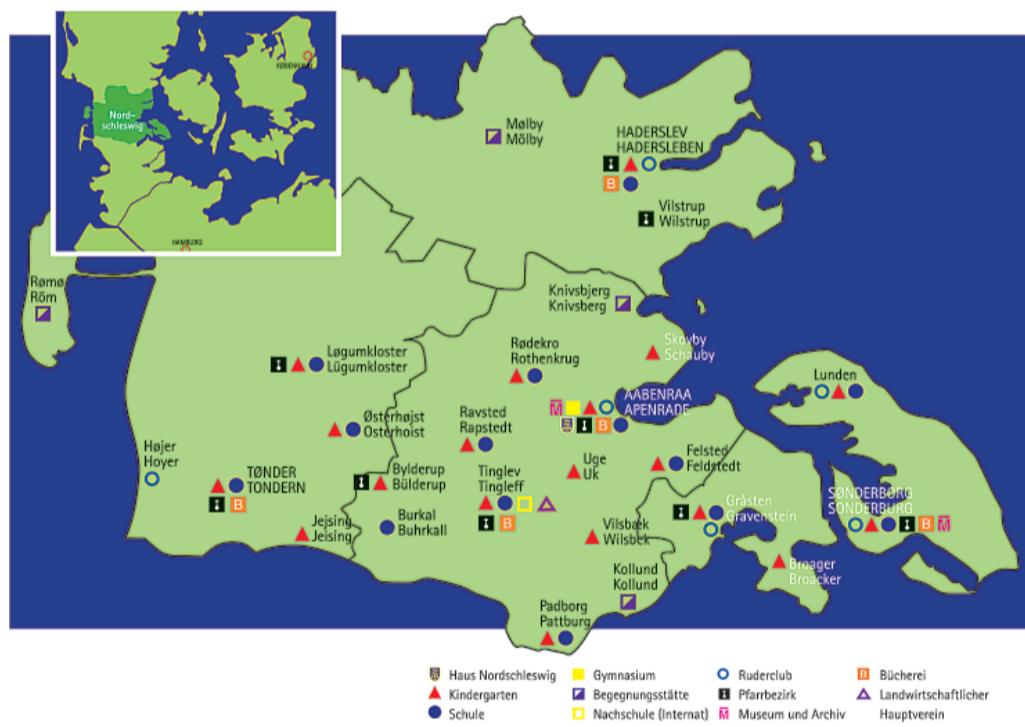 KØBENHAVN
Nord-
schleswig
HAMBURG
Mølby
Mölby
HADERSLEV
HADERSLEBEN
B
Vilstrup
Wilstrup
Rømø
Röm
Knivsbjerg
Knivsberg
Skovby
Schauby
Løgumkloster
Lügumkloster
Rødekro
Rothenkrug
Lunden
AABENRAA
APENRADE
M
B
Østerhøjst
Osterhoist
Ravsted
Rapstedt
Højer
Hoyer
Uge
Uk
Felsted
Feldstedt
TØNDER
TONDERN
B
Bylderup
Bülderup
Tinglev
Tingleff
B
Gråsten
Gravenstein
SØNDERBORG
SONDERBURG
B M
Jejsing
Jeising
Burkal
Buhrkall
Vilsbæk
Wilsbek
Broager
Broacker
Kollund
Kollund
Padborg
Pattburg
Haus Nordschleswig
Gymnasium
Ruderclub
B Bücherei
Kindergarten
Begegnungsstätte
Pfarrbezirk
Landwirtschaftlicher
Hauptverein
Schule
Nachschule (Internat)
M Museum und Archiv